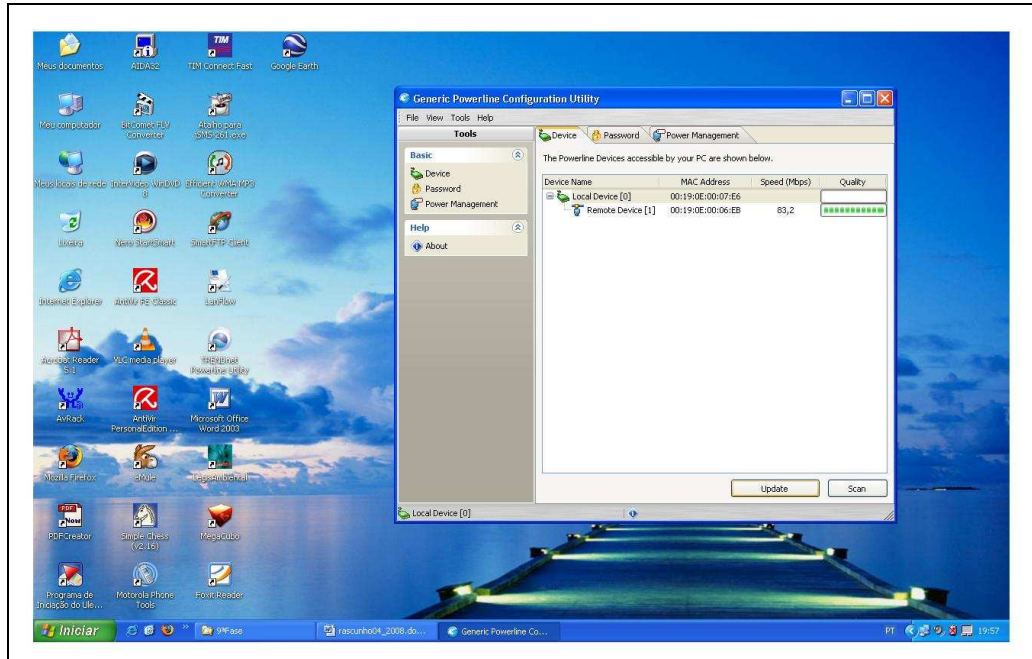 Meus documentos
AIDA32
TIM
TIM Connect Fast
Google Earth
Meu computador
BitComet FLV
Converter
Atalho para
Meus locais de rede
InterVideo WinDVD
8
Efficient WMA MP3
Converter
Lixeira
Nero StartSmart
SmartFTP Client
Internet Explorer
AntiVir PE Classic
LanFlow
Acrobat Reader
5.1
VLC media player
TRENDnet
Powerline Utility
AvRack
AntiVir
PersonalEdition ...
Microsoft Office
Word 2003
Mozilla Firefox
eMule
LegisAmbiental
PDF
Now
PDFCreator
Simple Chess
(v2.16)
MegaCubo
Programa de
Iniciação do Ule...
Motorola Phone
Tools
Foxit Reader
Generic Powerline Configuration Utility
File View Tools Help
Tools
Basic
Device
Password
Power Management
Help
About
Device Password Power Management
The Powerline Devices accessible by your PC are shown below.
Device Name MAC Address Speed (Mbps) Quality
Local Device [0] 00:19:0E:00:07:E6
Remote Device [1] 00:19:0E:00:06:EB 83,2
Update Scan
Local Device [0]
Iniciar
9ªFase
rascunho04_2008.do...
Generic Powerline Co...
PT
19:57